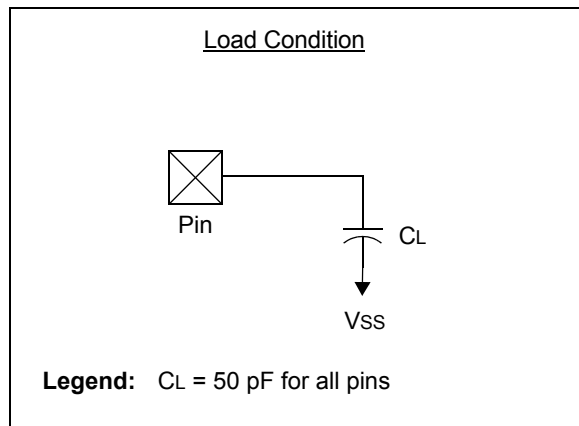 Load Condition
Pin
CL
VSS
Legend: CL = 50 pF for all pins